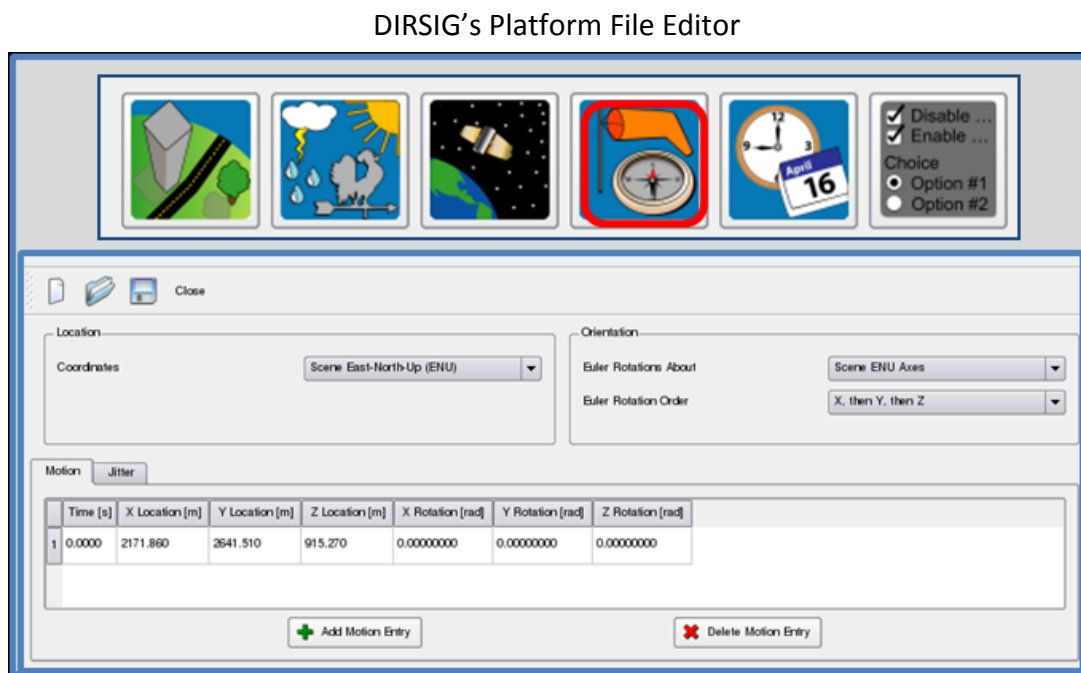 DIRSIG's Platform File Editor
12
9
3
April
16
Disable ...
Enable ...
Choice
Option #1
Option #2
Close
Location
Coordinates
Scene East-North-Up (ENU)
Orientation
Euler Rotations About
Scene ENU Axes
Euler Rotation Order
X, then Y, then Z
Motion
Jitter
Time [s] X Location [m] Y Location [m] Z Location [m] X Rotation [rad] Y Rotation [rad] Z Rotation [rad]
1 0.0000 2171.860 2641.510 915.270 0.00000000 0.00000000 0.00000000
Add Motion Entry
Delete Motion Entry